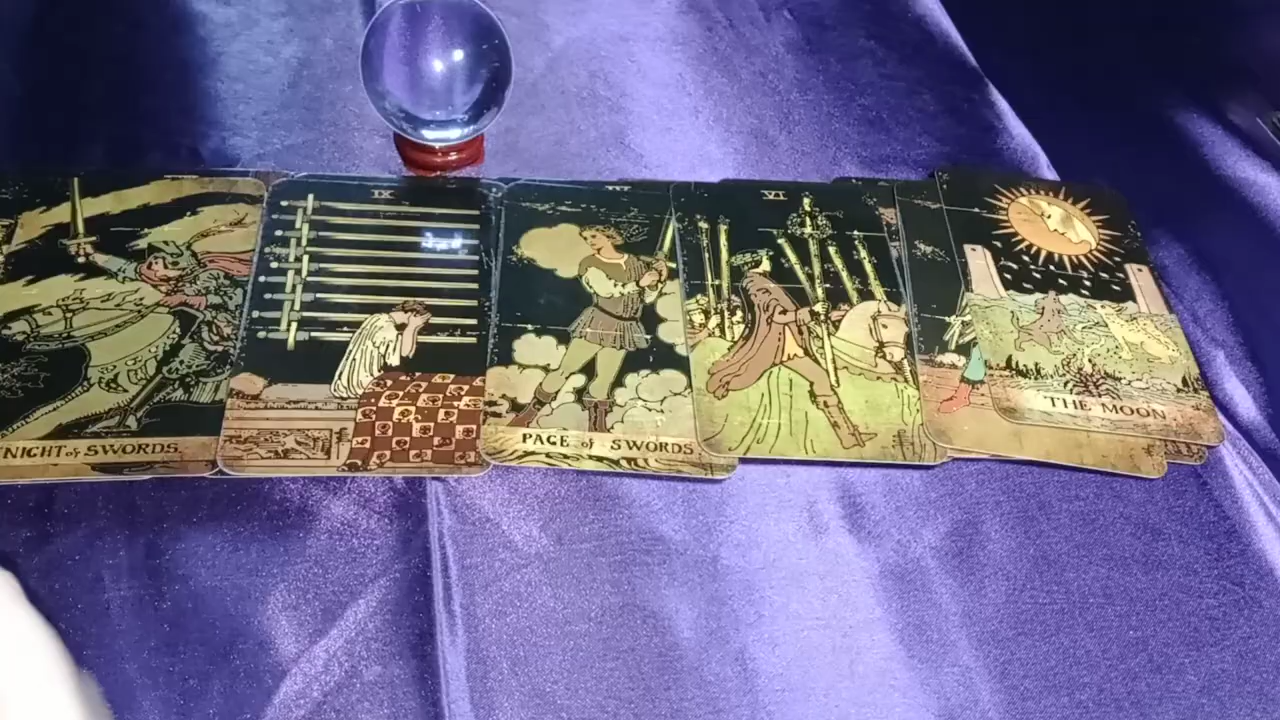 IX
VI
NIGHT of SWORDS.
PAGE of SWORDS
THE MOON